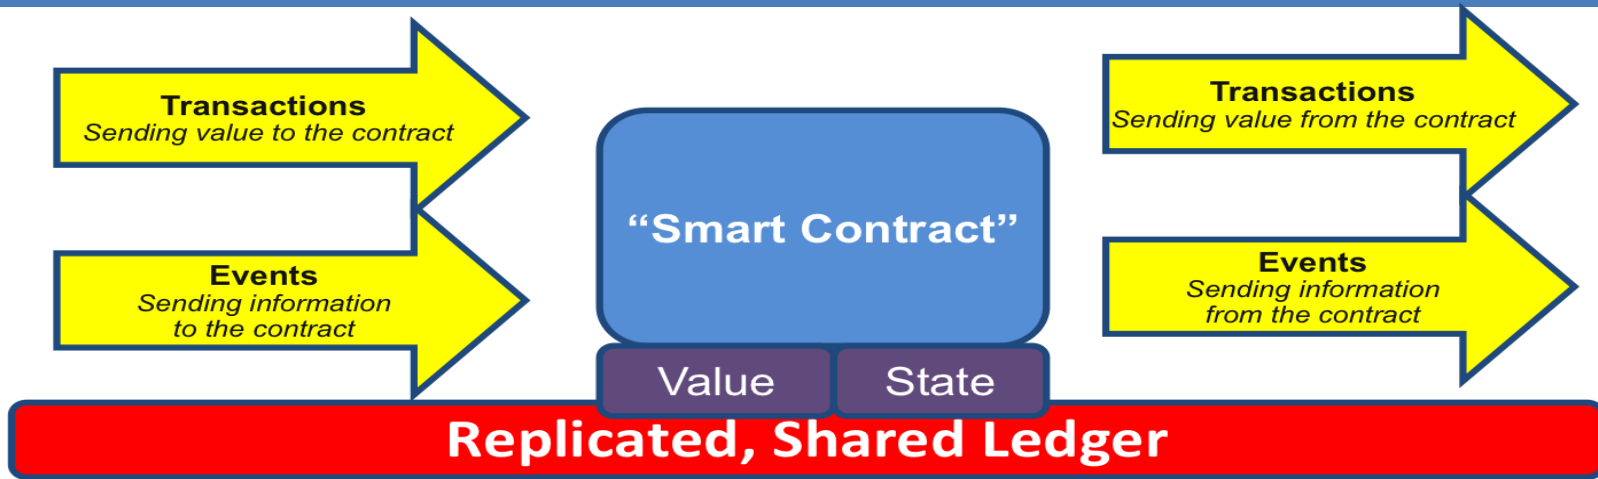 Transactions
Sending value to the contract
Events
Sending information
to the contract
“Smart Contract”
Value
State
Transactions
Sending value from the contract
Events
Sending information
from the contract
Replicated, Shared Ledger